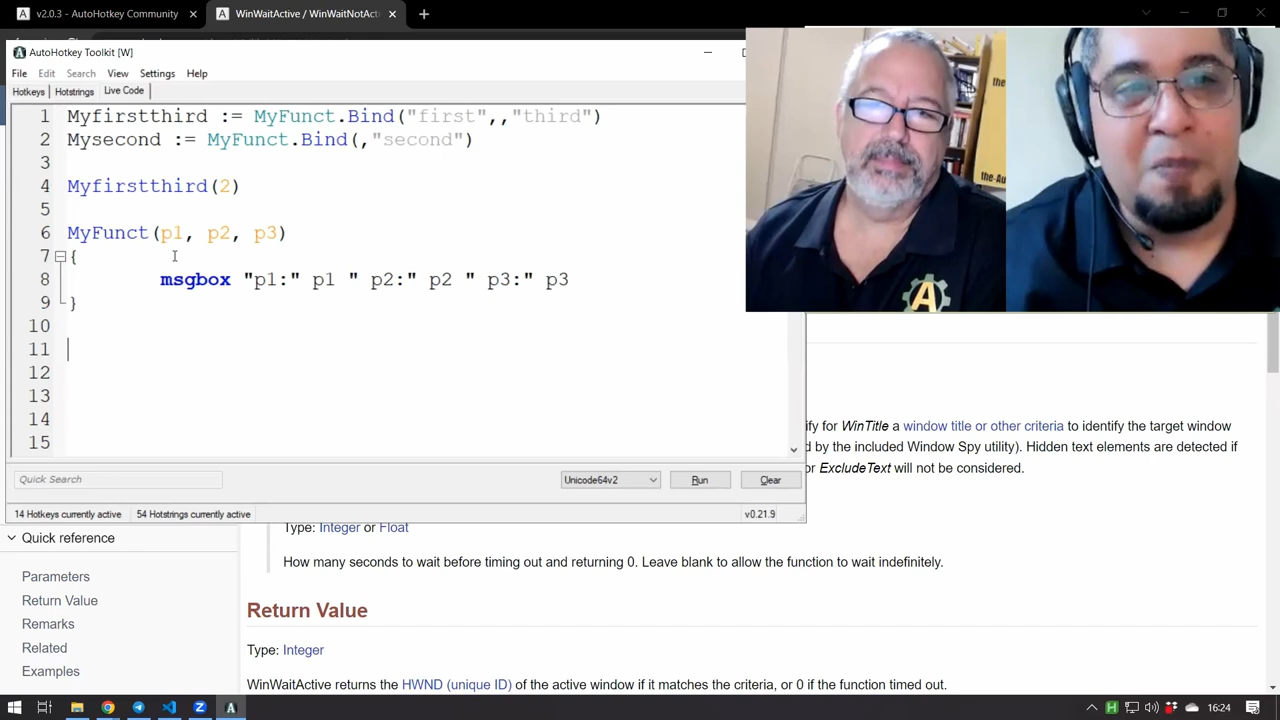 v2.0.3 - AutoHotkey Community
WinWaitActive / WinWaitNotActi
AutoHotkey Toolkit [W]
File Edit Search View Settings Help
Hotkeys Hotstrings Live Code
1 Myfirstthird := MyFunct.Bind("first",,"third")
2 Mysecond := MyFunct.Bind(,"second")
3
4 Myfirstthird(2)
5
6 MyFunct(p1, p2, p3)
7 {
8 msgbox "p1:" p1 " p2:" p2 " p3:" p3
9 }
10
11
12
13
14
15
Quick Search
Unicode64v2 Run Clear
14 Hotkeys currently active 54 Hotstrings currently active v0.21.9
the-Au
ify for WinTitle a window title or other criteria to identify the target window
d by the included Window Spy utility). Hidden text elements are detected if
or ExcludeText will not be considered.
Type: Integer or Float
How many seconds to wait before timing out and returning 0. Leave blank to allow the function to wait indefinitely.
Quick reference
Parameters
Return Value
Remarks
Related
Examples
Return Value
Type: Integer
WinWaitActive returns the HWND (unique ID) of the active window if it matches the criteria, or 0 if the function timed out.
16:24